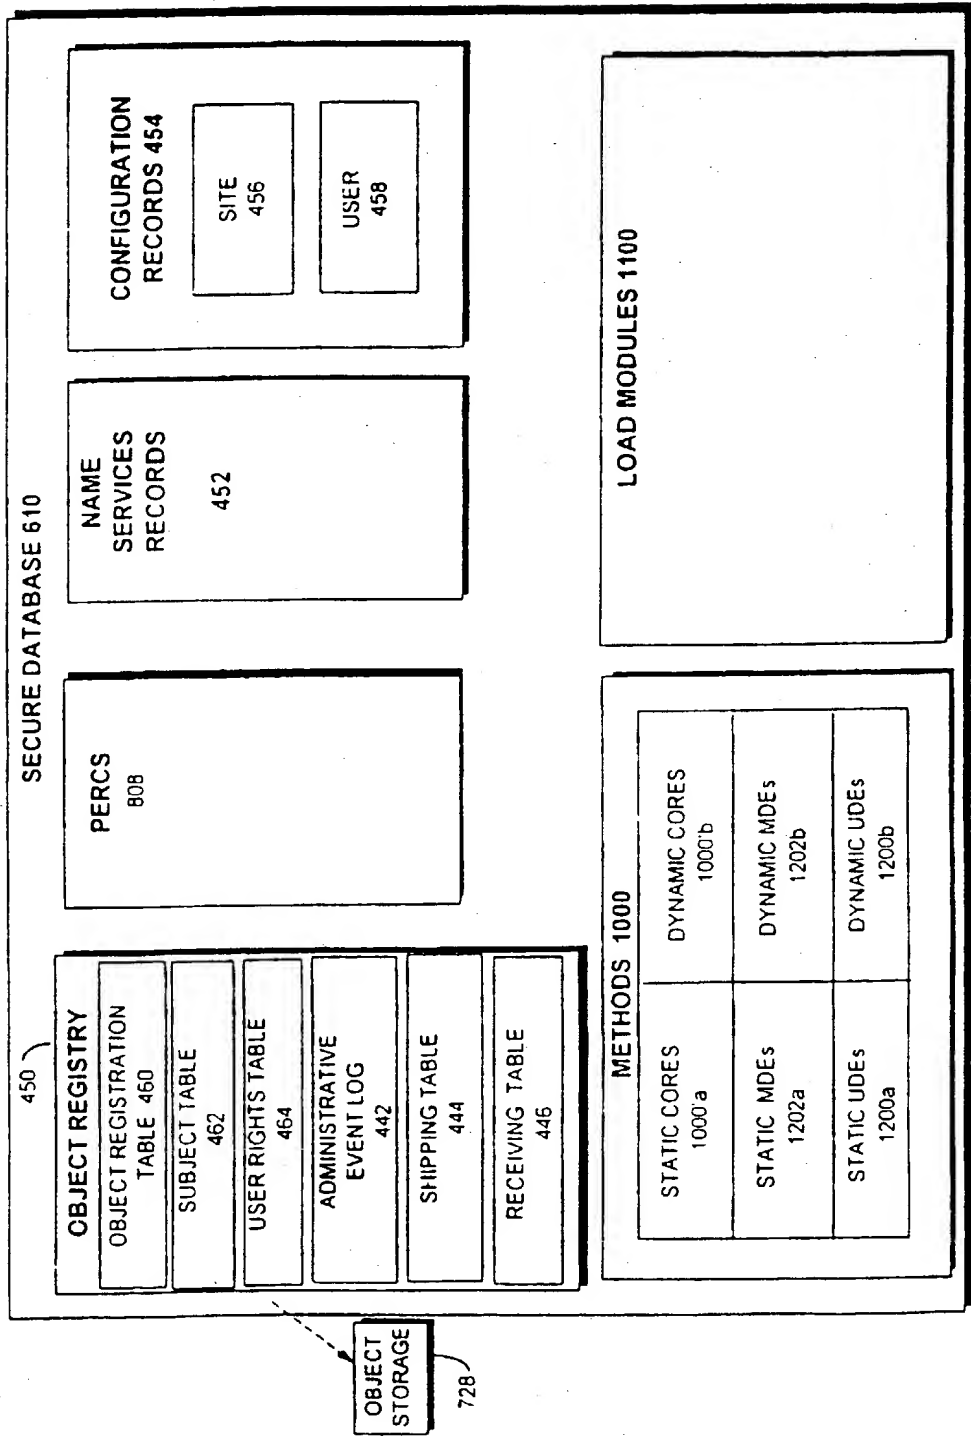 SECURE DATABASE 610
450
OBJECT REGISTRY
OBJECT REGISTRATION
TABLE 460
SUBJECT TABLE
462
USER RIGHTS TABLE
464
ADMINISTRATIVE
EVENT LOG
442
SHIPPING TABLE
444
RECEIVING TABLE
446
PERCS
808
NAME
SERVICES
RECORDS
452
CONFIGURATION
RECORDS 454
SITE
456
USER
458
OBJECT
STORAGE
728
METHODS 1000
STATIC CORES
1000'a
DYNAMIC CORES
1000'b
STATIC MDEs
1202a
DYNAMIC MDEs
1202b
STATIC UDEs
1200a
DYNAMIC UDEs
1200b
LOAD MODULES 1100